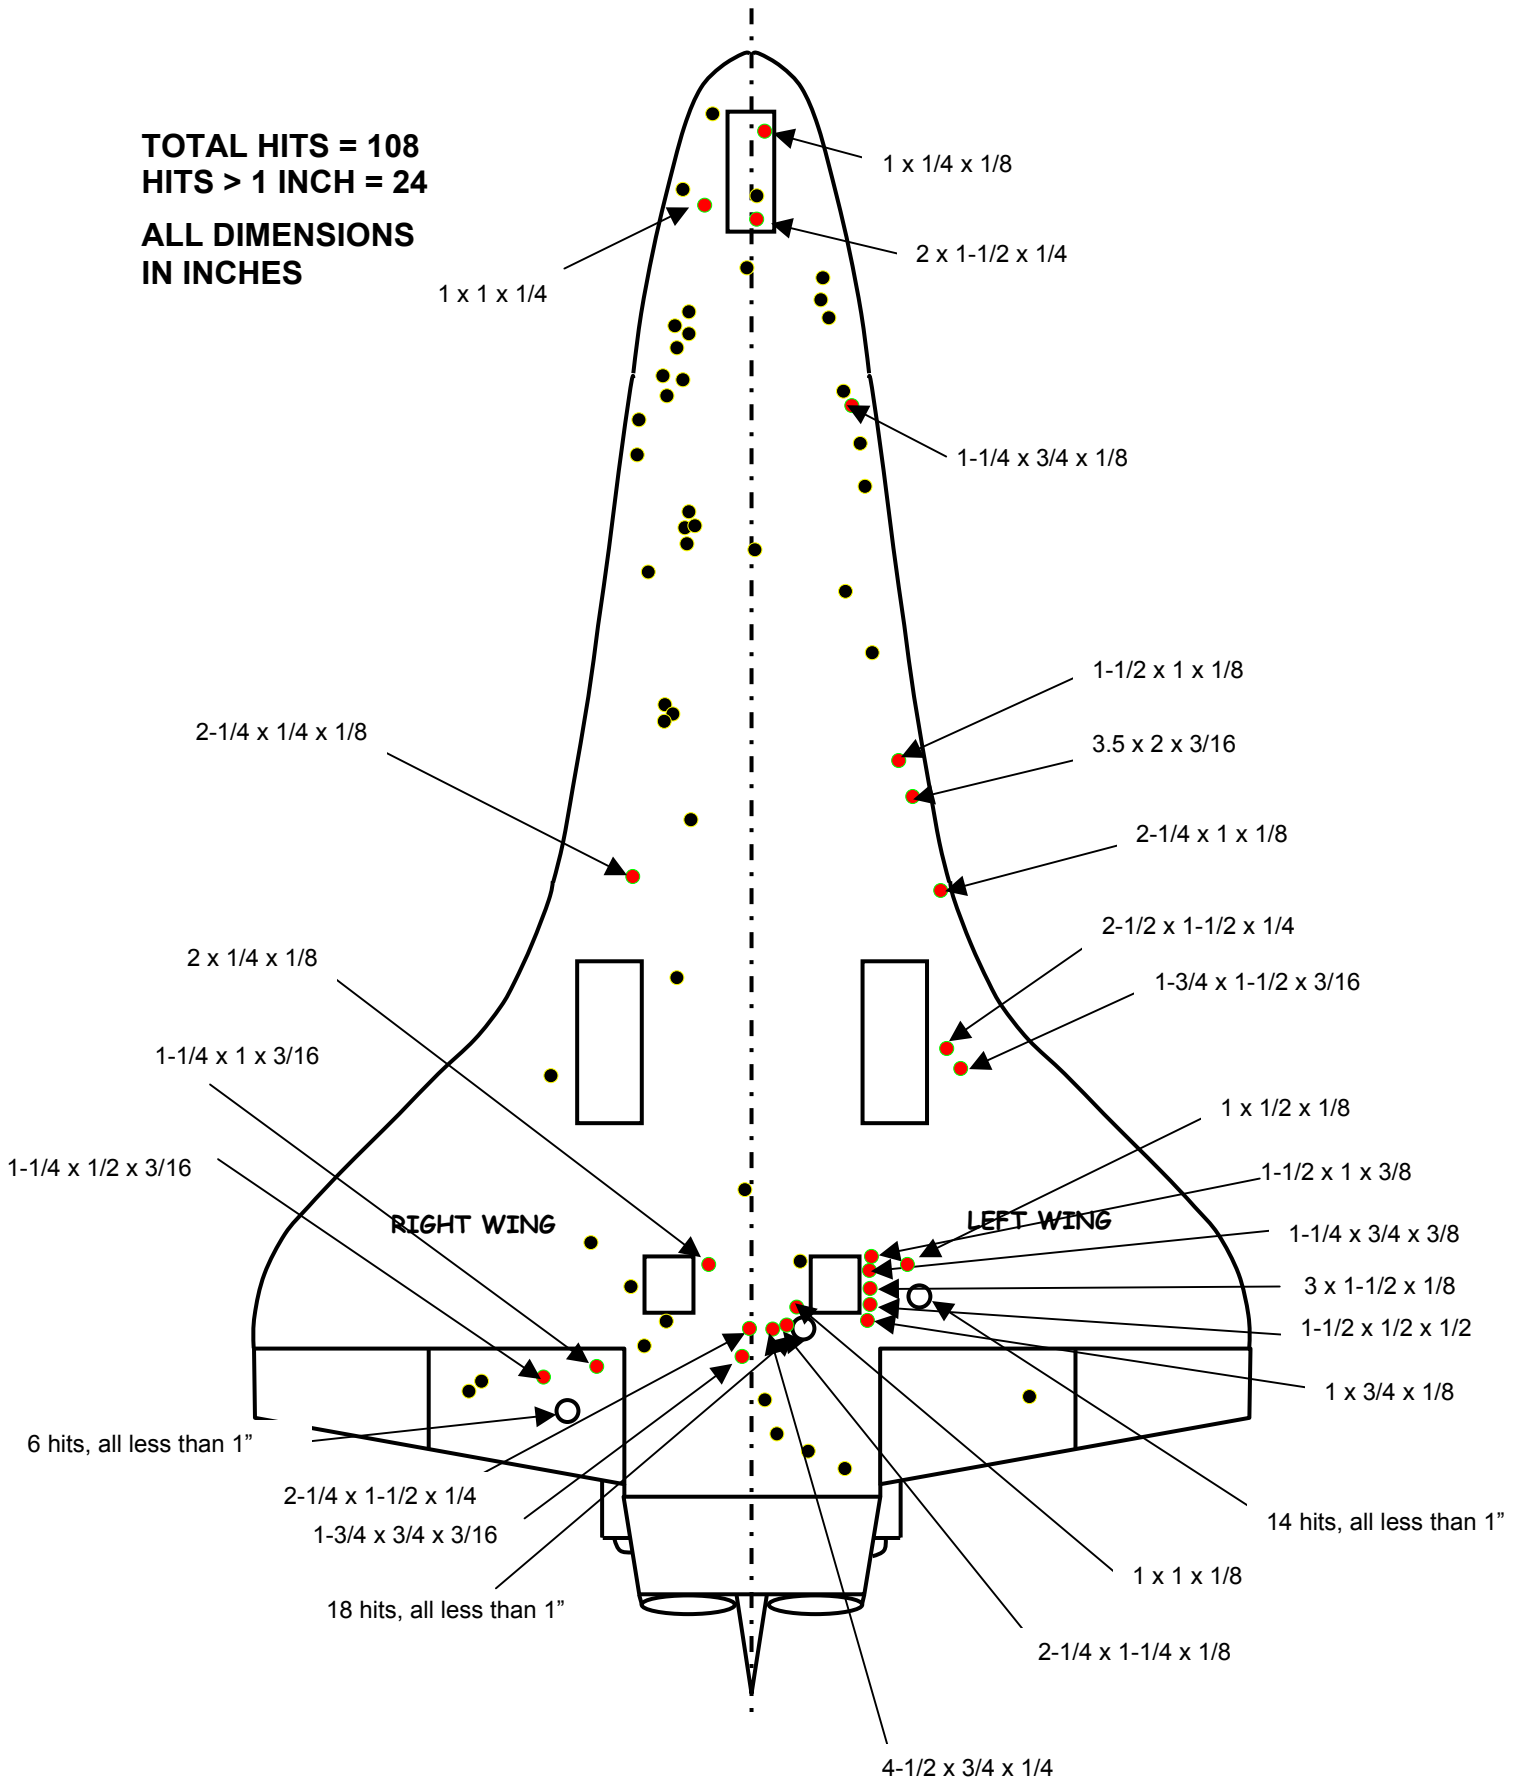 TOTAL HITS = 108
HITS > 1 INCH = 24
ALL DIMENSIONS
IN INCHES
1 x 1/4 x 1/8
2 x 1-1/2 x 1/4
1 x 1 x 1/4
1-1/4 x 3/4 x 1/8
1-1/2 x 1 x 1/8
2-1/4 x 1/4 x 1/8
3.5 x 2 x 3/16
2-1/4 x 1 x 1/8
2-1/2 x 1-1/2 x 1/4
2 x 1/4 x 1/8
1-3/4 x 1-1/2 x 3/16
1-1/4 x 1 x 3/16
1 x 1/2 x 1/8
1-1/4 x 1/2 x 3/16
1-1/2 x 1 x 3/8
RIGHT WING
LEFT WING
1-1/4 x 3/4 x 3/8
3 x 1-1/2 x 1/8
1-1/2 x 1/2 x 1/2
1 x 3/4 x 1/8
6 hits, all less than 1”
2-1/4 x 1-1/2 x 1/4
14 hits, all less than 1”
1-3/4 x 3/4 x 3/16
1 x 1 x 1/8
18 hits, all less than 1”
2-1/4 x 1-1/4 x 1/8
4-1/2 x 3/4 x 1/4